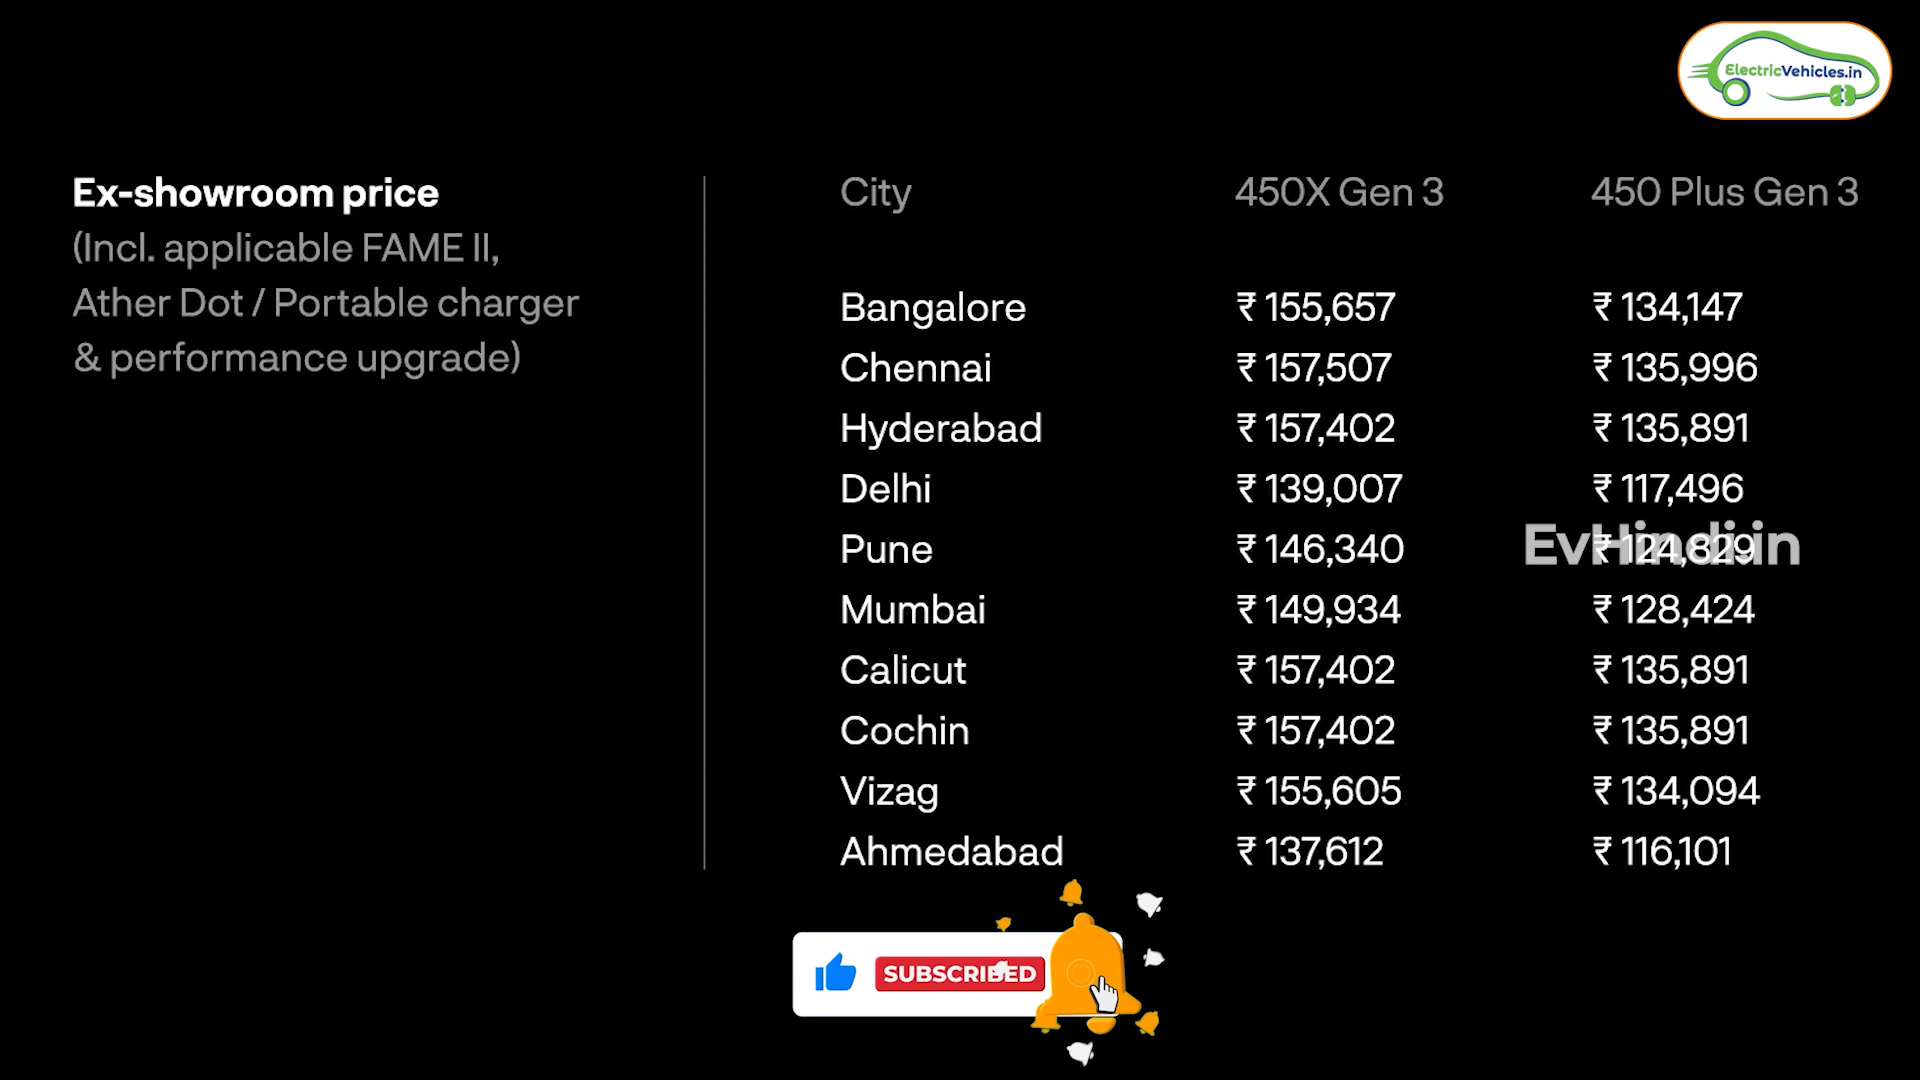 ElectricVehicles.in
Ex-showroom price
(Incl. applicable FAME II,
Ather Dot / Portable charger
& performance upgrade)
City 450X Gen 3 450 Plus Gen 3
Bangalore ₹ 155,657 ₹ 134,147
Chennai ₹ 157,507 ₹ 135,996
Hyderabad ₹ 157,402 ₹ 135,891
Delhi ₹ 139,007 ₹ 117,496
Pune ₹ 146,340 ₹ 124,829
EvHindi.in
Mumbai ₹ 149,934 ₹ 128,424
Calicut ₹ 157,402 ₹ 135,891
Cochin ₹ 157,402 ₹ 135,891
Vizag ₹ 155,605 ₹ 134,094
Ahmedabad ₹ 137,612 ₹ 116,101
SUBSCRIBED